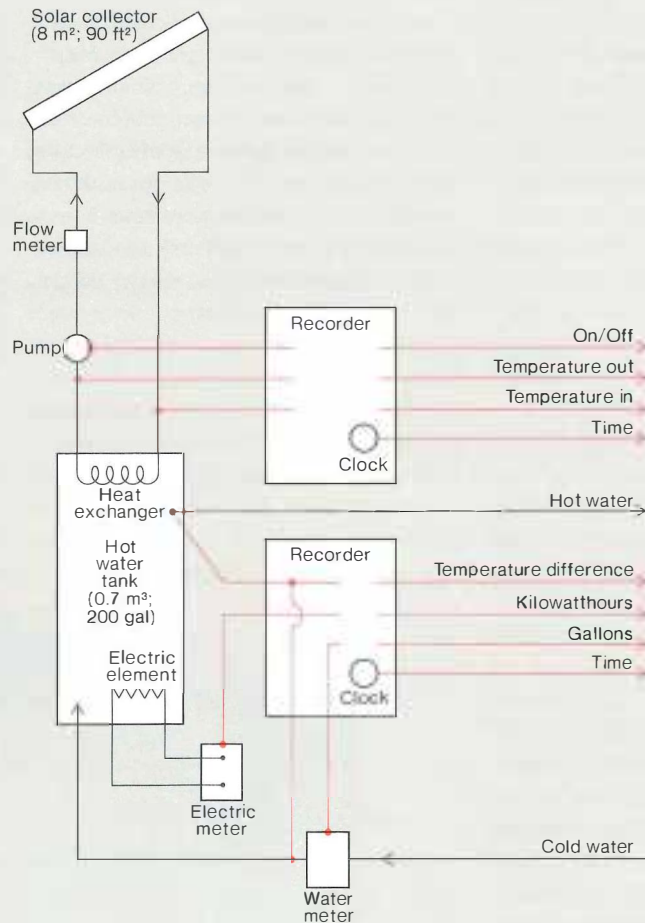 Solar collector
(8 m²; 90 ft²)
Flow
meter
Pump
Recorder
On/Off
Temperature out
Temperature in
Time
Clock
Heat
exchanger
Hot water
Hot
water
tank
(0.7 m³;
200 gal)
Recorder
Temperature difference
Kilowatthours
Gallons
Time
Clock
Electric
element
Electric
meter
Cold water
Water
meter